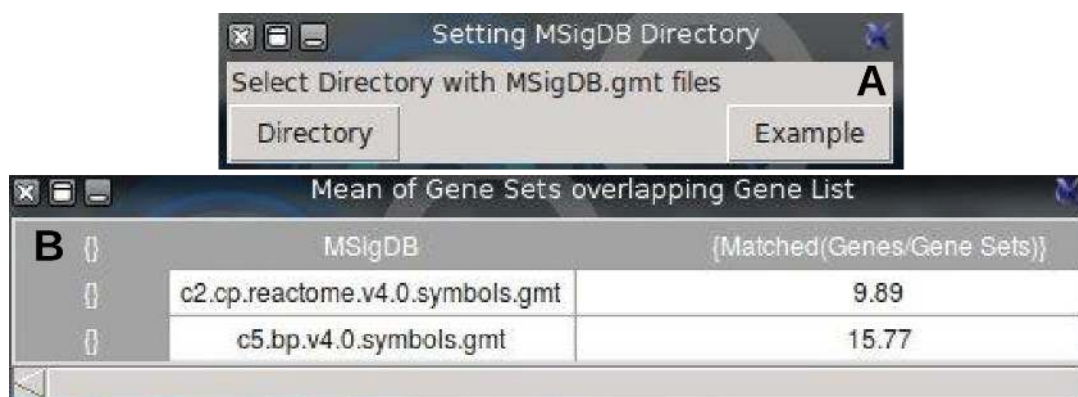 Setting MSigDB Directory
Select Directory with MSigDB.gmt files A
Directory Example
Mean of Gene Sets overlapping Gene List
B {} MSigDB {Matched(Genes/Gene Sets)}
{} c2.cp.reactome.v4.0.symbols.gmt 9.89
{} c5.bp.v4.0.symbols.gmt 15.77